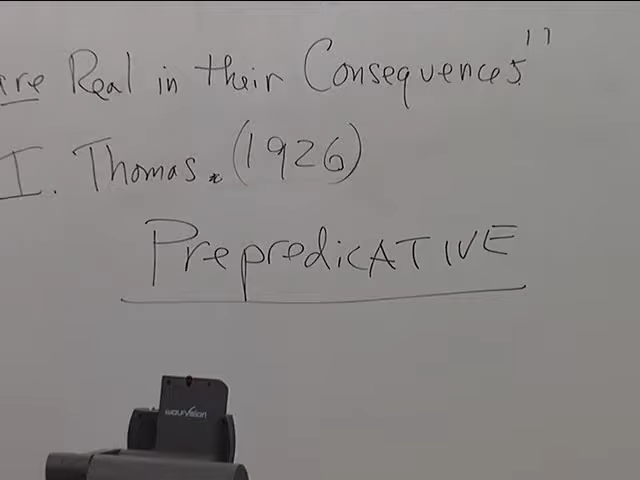 are Real in their Consequences."
I. Thomas. (1926)
PrepredicATIVE